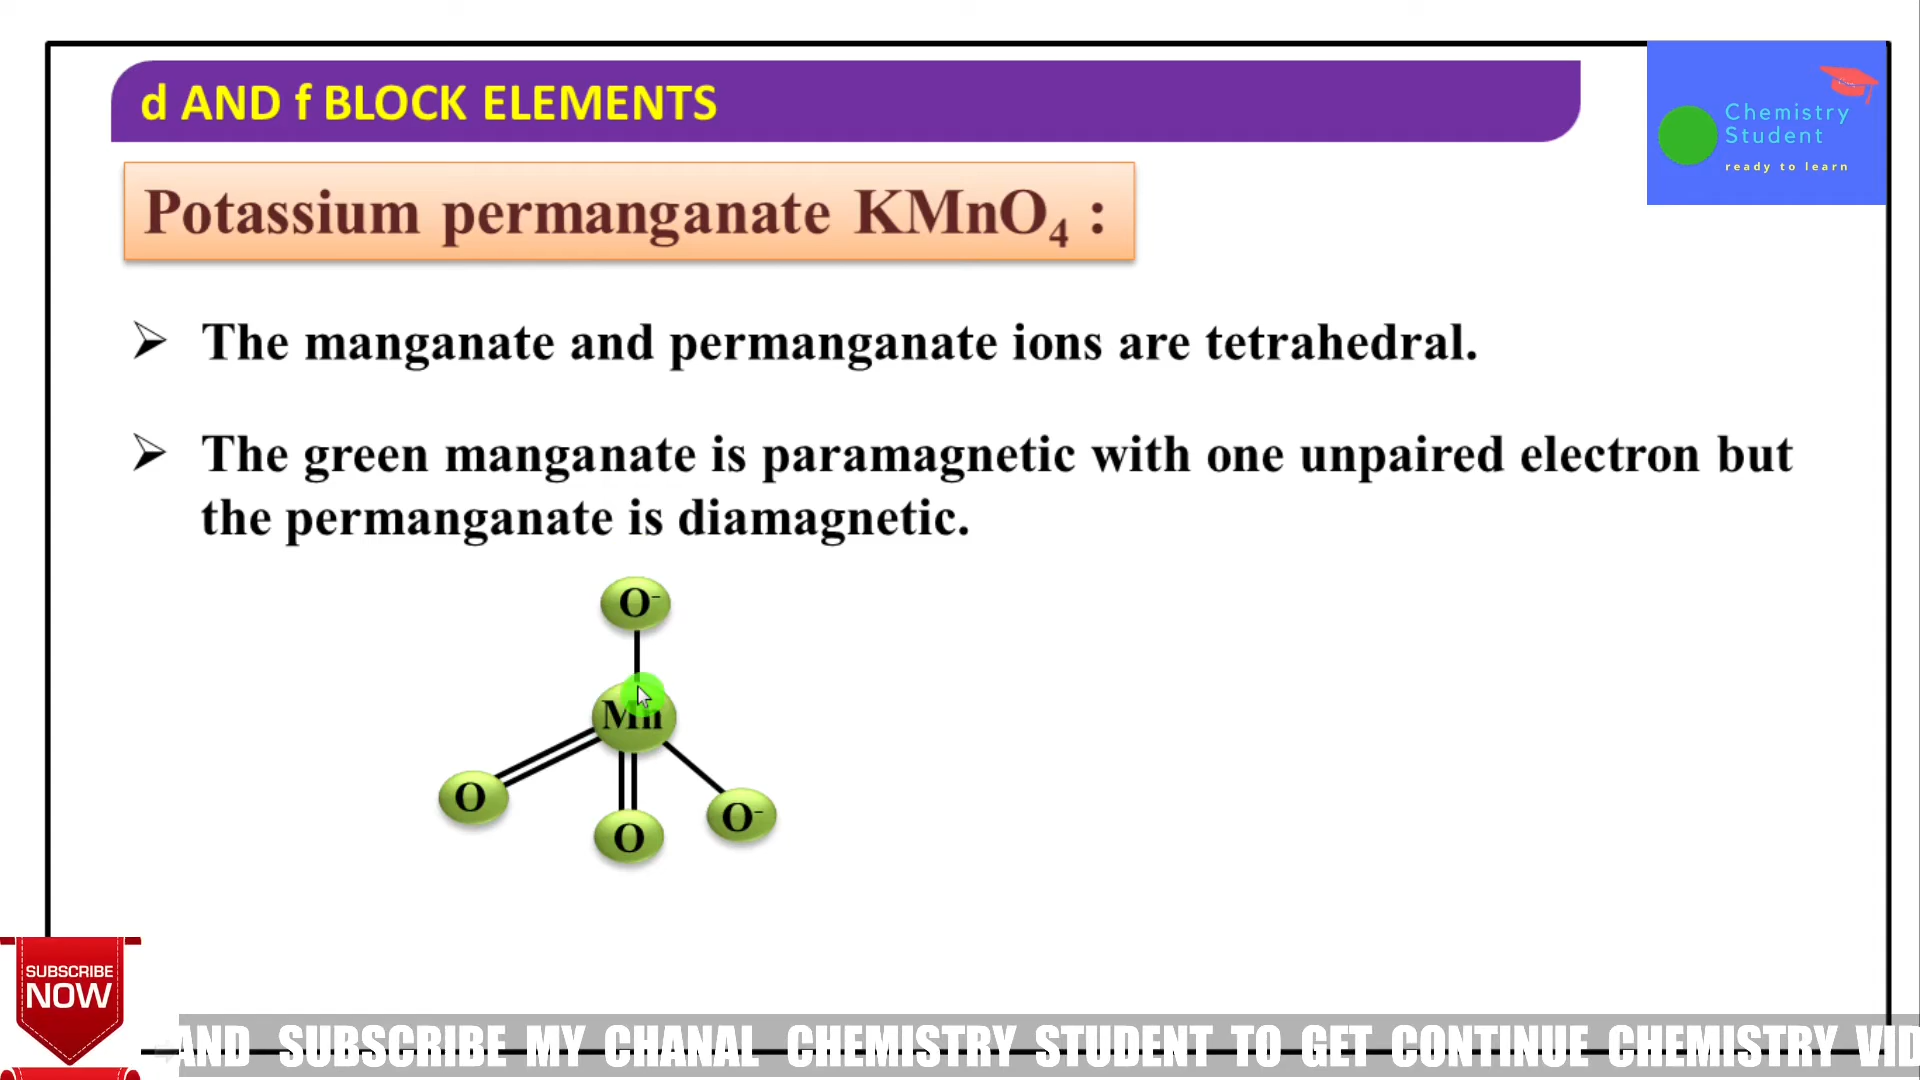 d AND f BLOCK ELEMENTS
Chemistry
Student
ready to learn
Potassium permanganate KMnO₄ :
➢ The manganate and permanganate ions are tetrahedral.
➢ The green manganate is paramagnetic with one unpaired electron but
the permanganate is diamagnetic.
O⁻
Mn
O
O
O⁻
SUBSCRIBE
NOW
AND SUBSCRIBE MY CHANAL CHEMISTRY STUDENT TO GET CONTINUE CHEMISTRY VID